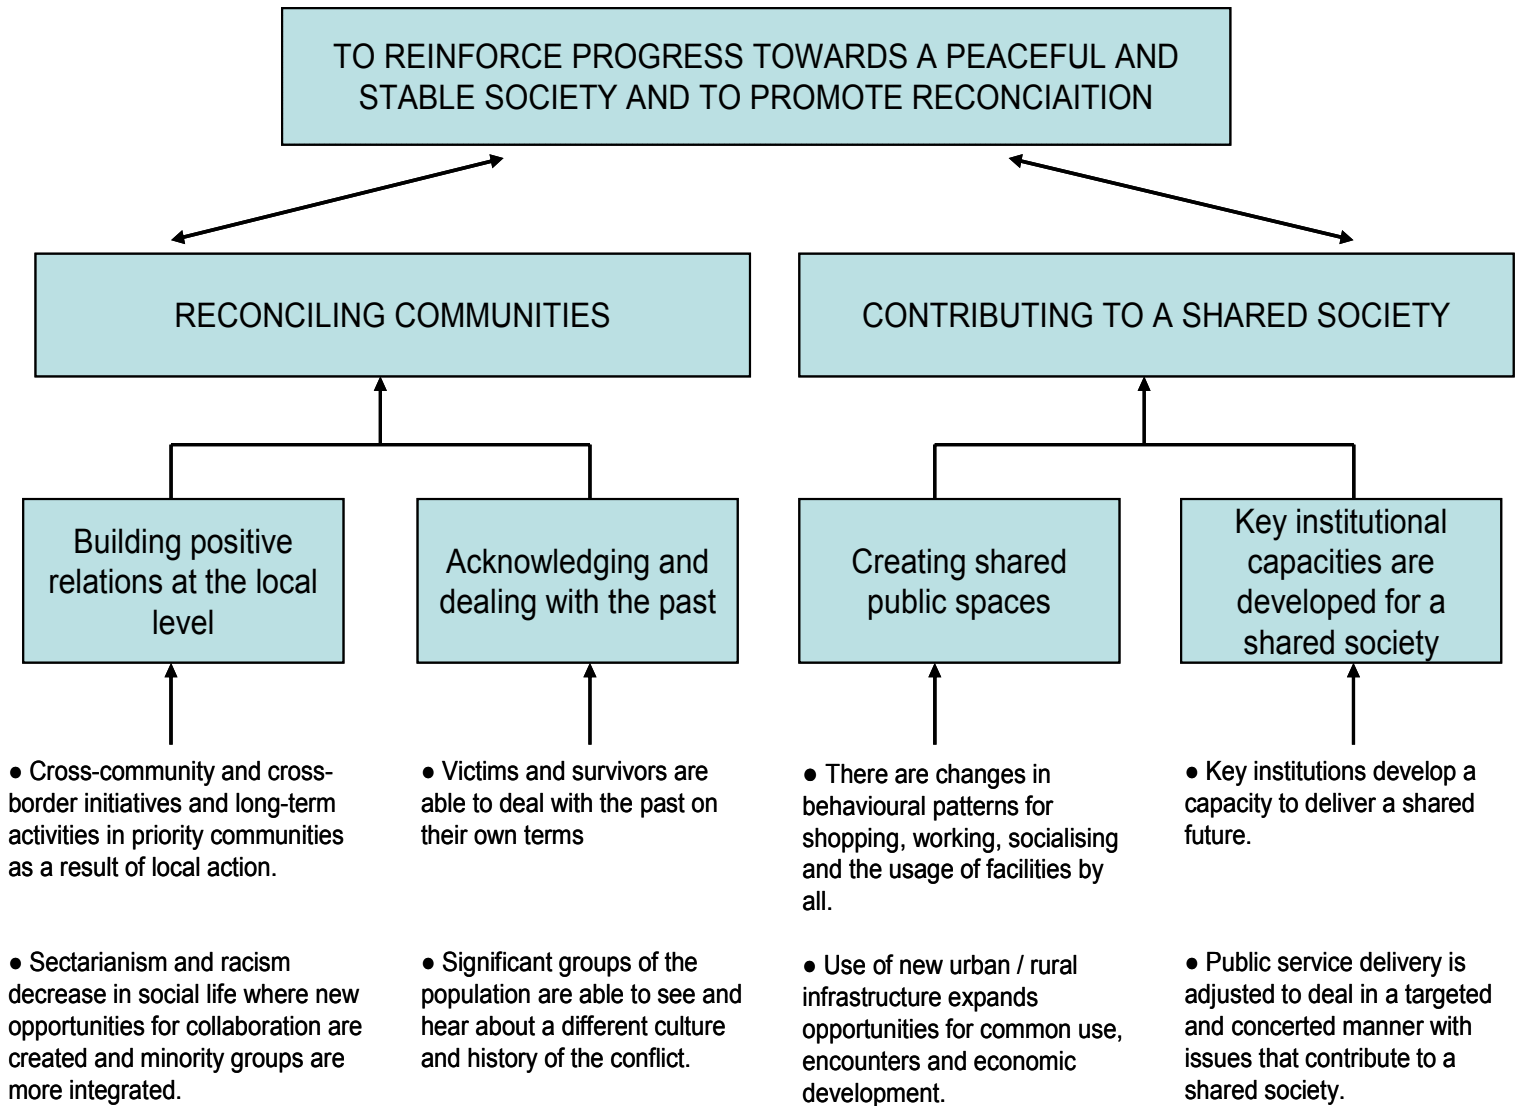 TO REINFORCE PROGRESS TOWARDS A PEACEFUL AND
STABLE SOCIETY AND TO PROMOTE RECONCIAITION
RECONCILING COMMUNITIES
CONTRIBUTING TO A SHARED SOCIETY
Building positive
relations at the local
level
Acknowledging and
dealing with the past
Creating shared
public spaces
Key institutional
capacities are
developed for a
shared society
● Cross-community and cross-
border initiatives and long-term
activities in priority communities
as a result of local action.
● Sectarianism and racism
decrease in social life where new
opportunities for collaboration are
created and minority groups are
more integrated.
● Victims and survivors are
able to deal with the past on
their own terms
● Significant groups of the
population are able to see and
hear about a different culture
and history of the conflict.
● There are changes in
behavioural patterns for
shopping, working, socialising
and the usage of facilities by
all.
● Use of new urban / rural
infrastructure expands
opportunities for common use,
encounters and economic
development.
● Key institutions develop a
capacity to deliver a shared
future.
● Public service delivery is
adjusted to deal in a targeted
and concerted manner with
issues that contribute to a
shared society.